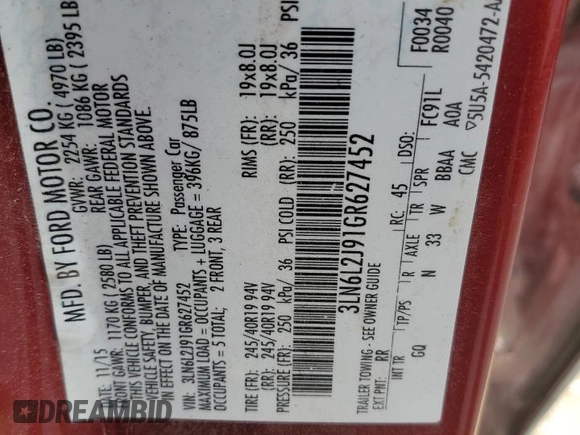 MFD. BY FORD MOTOR CO.
DATE: 11/15 GVWR: 2254 KG ( 4970 LB)
FRONT GAWR: 1170 KG ( 2580 LB) REAR GAWR: 1086 KG ( 2395 LB
THIS VEHICLE CONFORMS TO ALL APPLICABLE FEDERAL MOTOR
VEHICLE SAFETY, BUMPER, AND THEFT PREVENTION STANDARDS
IN EFFECT ON THE DATE OF MANUFACTURE SHOWN ABOVE.
VIN: 3LN6L2J91GR627452 TYPE: Passenger Car
MAXIMUM LOAD = OCCUPANTS + LUGGAGE = 396KG/ 875LB
OCCUPANTS = 5 TOTAL; 2 FRONT, 3 REAR
TIRE (FR): 245/40R19 94V RIMS (FR): 19x8.0J
(RR): 245/40R19 94V (RR): 19x8.0J
PRESSURE (FR): 250 kPa/ 36 PSI COLD (RR): 250 kPa/ 36 PSI
3LN6L2J91GR627452
TRAILER TOWING - SEE OWNER GUIDE F0034
R0040
EXT PNT: RR RC: 45 DSO: FC91L
INT TR TP/PS R AXLE TR SPR A0A
GQ N 33 W BBAA
CMC ▽5U5A-5420472-A
DREAMBID